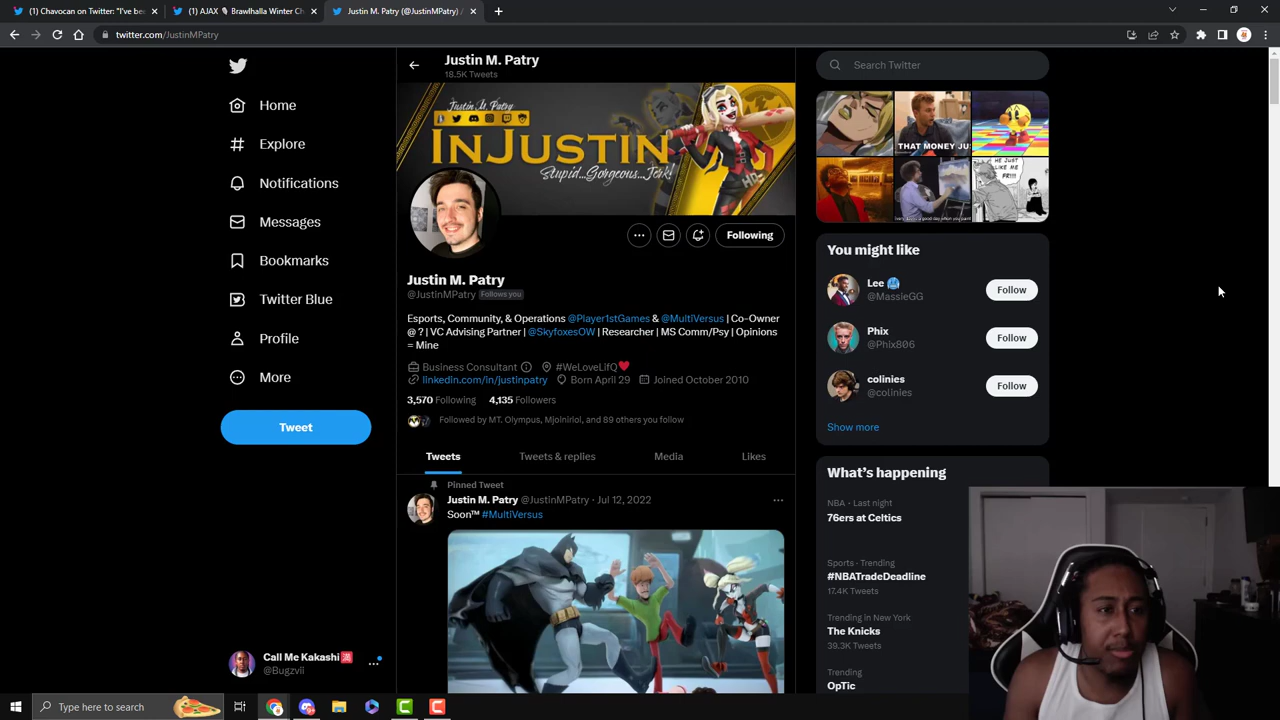 (1) Chavocan on Twitter: "I've be
(1) AJAX Brawlhalla Winter Ch
Justin M. Patry (@JustinMPatry) /
twitter.com/JustinMPatry
Home
Explore
Notifications
Messages
Bookmarks
Twitter Blue
Profile
More
Tweet
Call Me Kakashi
@Bugzvii
Justin M. Patry
18.5K Tweets
Justin M. Patry
INJUSTIN
Stupid...Gorgeous...Jerk!
Following
Justin M. Patry
@JustinMPatry Follows you
Esports, Community, & Operations @Player1stGames & @MultiVersus | Co-Owner
@ ? | VC Advising Partner | @SkyfoxesOW | Researcher | MS Comm/Psy | Opinions
= Mine
Business Consultant #WeLoveLifQ
linkedin.com/in/justinpatry Born April 29 Joined October 2010
3,570 Following 4,135 Followers
Followed by MT. Olympus, Mjolniriol, and 89 others you follow
Tweets Tweets & replies Media Likes
Pinned Tweet
Justin M. Patry @JustinMPatry · Jul 12, 2022
Soon™ #MultiVersus
Search Twitter
THAT MONEY JU
HE JUST
LIKE ME
FR!!!
You might like
Lee
@MassieGG
Follow
Phix
@Phix806
Follow
colinies
@colinies
Follow
Show more
What's happening
NBA · Last night
76ers at Celtics
Sports · Trending
#NBATradeDeadline
17.4K Tweets
Trending in New York
The Knicks
39.3K Tweets
Trending
OpTic
Type here to search